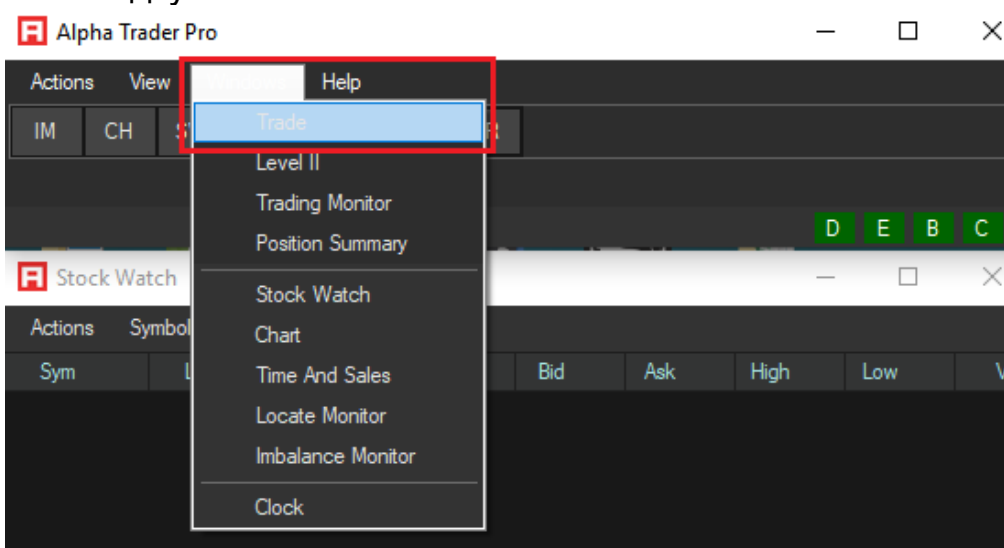 Alpha Trader Pro
Actions View Windows Help
IM CH
Trade
Level II
Trading Monitor
Position Summary
D E B C
Stock Watch
Stock Watch
Actions Symbol
Chart
Sym Bid Ask High Low
Time And Sales
Locate Monitor
Imbalance Monitor
Clock